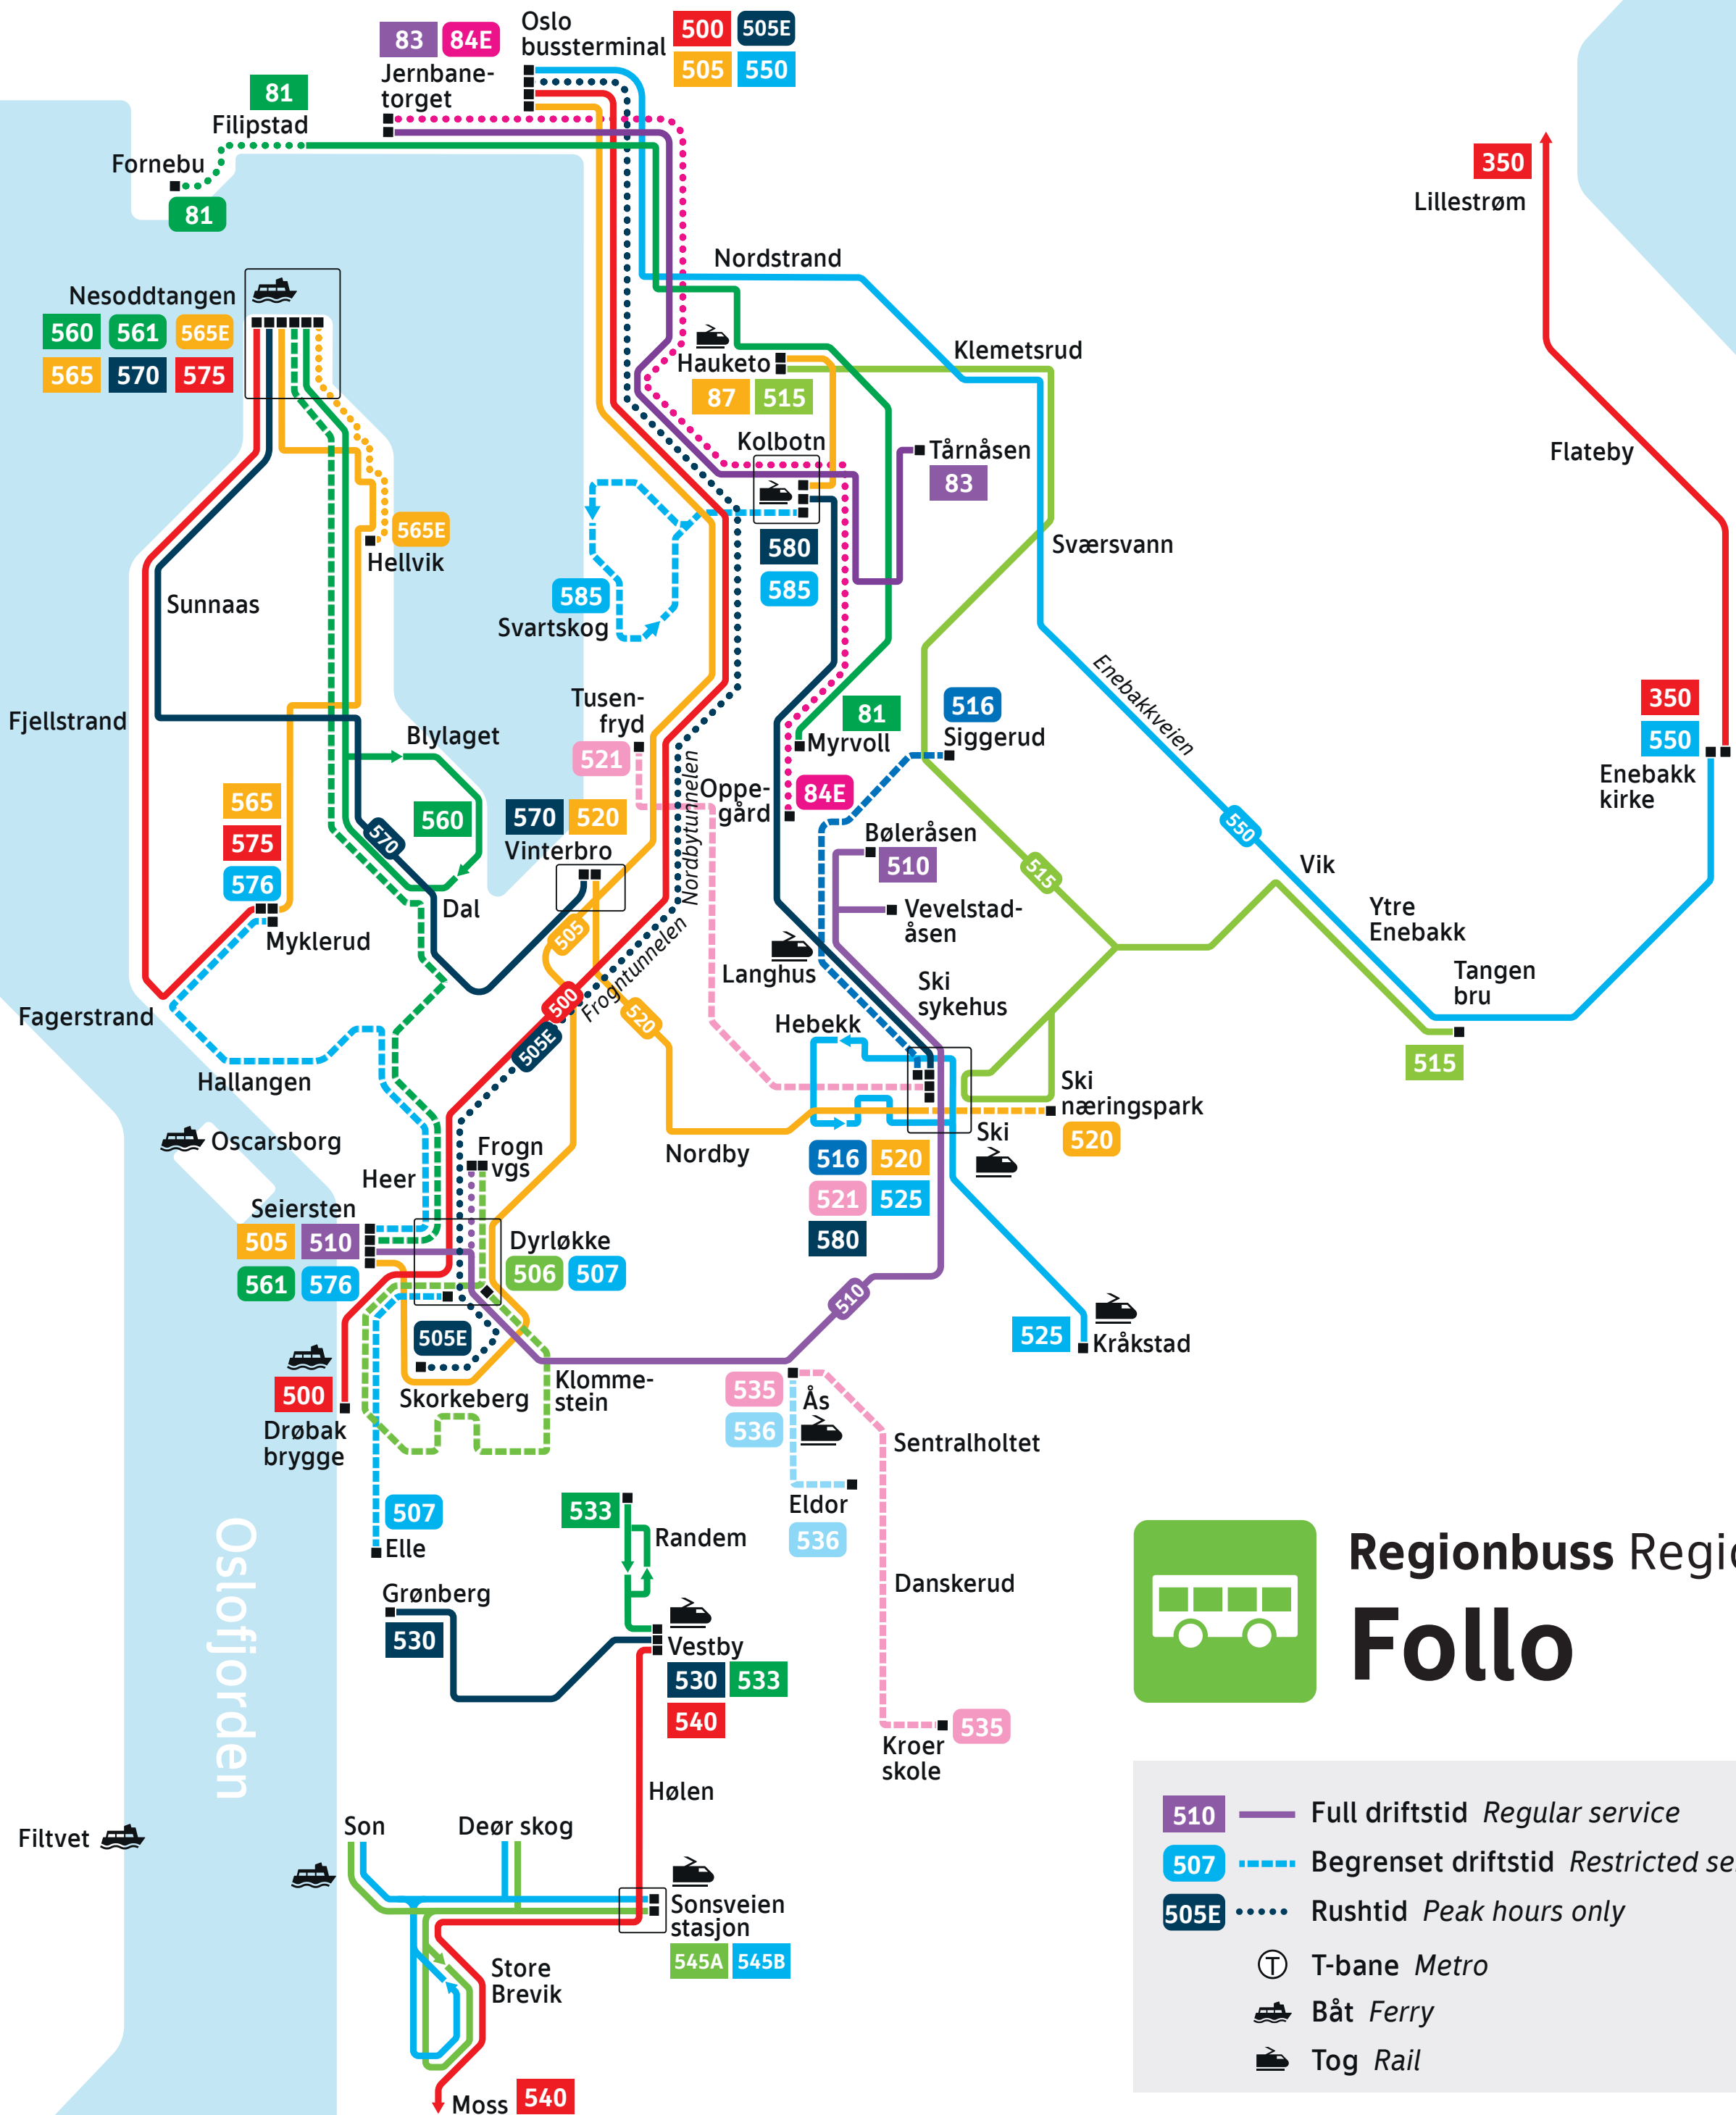 83 84E
Jernbane-
torget
Oslo
bussterminal
500 505E
505 550
81
Filipstad
Fornebu
81
350
Lillestrøm
Nordstrand
Nesoddtangen
560 561 565E
565 570 575
Hauketo
87 515
Klemetsrud
Kolbotn
Tårnåsen
83
Flateby
565E
Hellvik
580
585
Sværsvann
585
Svartskog
Sunnaas
Enebakkveien
Tusen-
fryd
521
81
Myrvoll
516
Siggerud
350
550
Enebakk
kirke
Fjellstrand
Blylaget
Nordbytunnelen
Oppe-
gård
84E
565
575
576
560
570
570 520
Vinterbro
Bøleråsen
510
515
550
Vik
Myklerud
Dal
505
Vevelstad-
åsen
Ytre
Enebakk
Langhus
Ski
sykehus
Tangen
bru
Fagerstrand
500
Frogntunnelen
520
505E
Hebekk
515
Hallangen
Ski
næringspark
520
Oscarsborg
Frogn
vgs
Nordby
Ski
Heer
516 520
521 525
580
Seiersten
505 510
561 576
Dyrløkke
506 507
510
525
Kråkstad
505E
500
Drøbak
brygge
Skorkeberg
Klomme-
stein
535
536
Ås
Sentralholtet
507
Elle
533
Randem
Eldor
536
Danskerud
Grønberg
530
Vestby
530 533
540
535
Kroer
skole
Oslofjorden
Hølen
Filtvet
Son
Deør skog
Sonsveien
stasjon
545A 545B
Store
Brevik
Moss 540
Regionbuss Regio
Follo
510 Full driftstid Regular service
507 Begrenset driftstid Restricted se
505E Rushtid Peak hours only
T T-bane Metro
Båt Ferry
Tog Rail